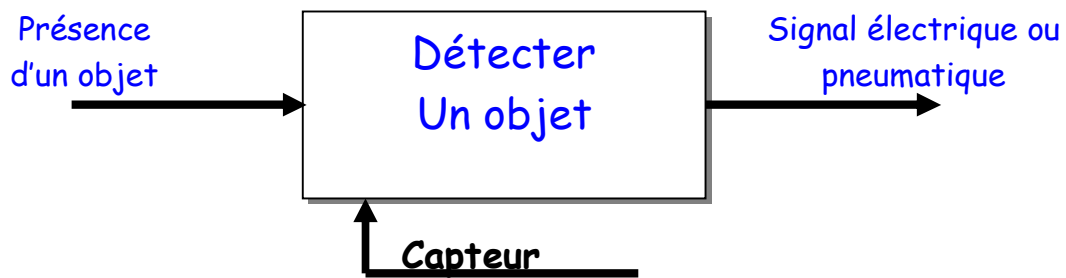 Présence
d'un objet
Détecter
Un objet
Signal électrique ou
pneumatique
Capteur